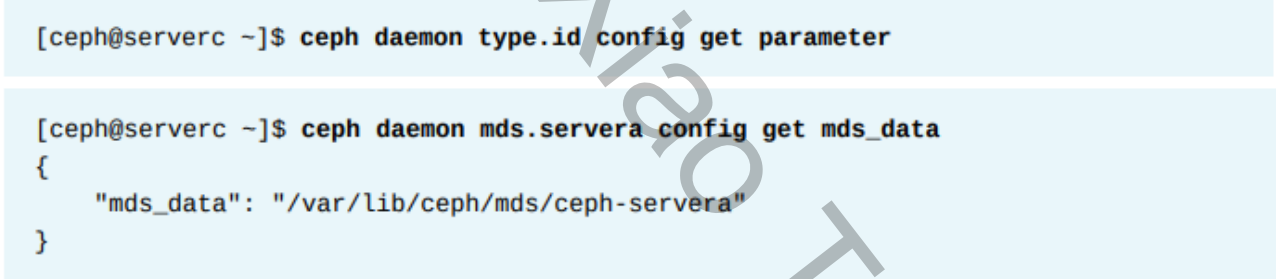 [ceph@serverc ~]$ ceph daemon type.id config get parameter
[ceph@serverc ~]$ ceph daemon mds.servera config get mds_data
{
    "mds_data": "/var/lib/ceph/mds/ceph-servera"
}
xiao T